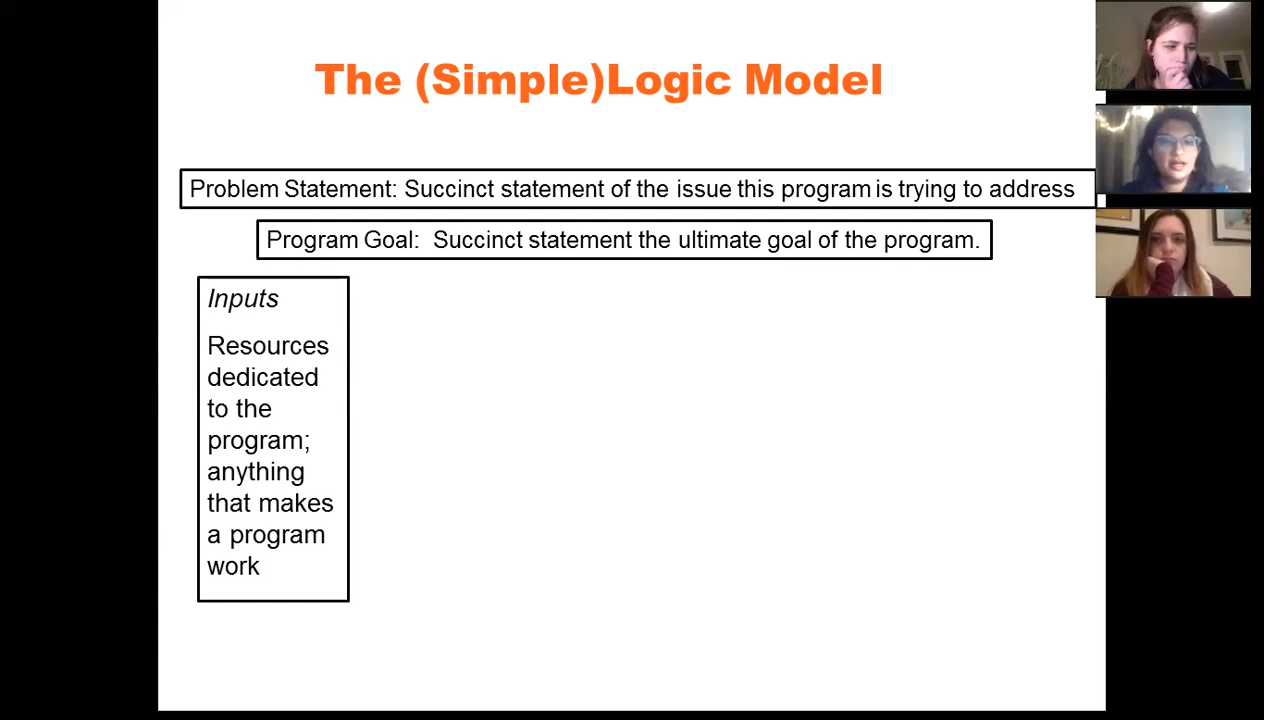 The (Simple)Logic Model
Problem Statement: Succinct statement of the issue this program is trying to address
Program Goal:  Succinct statement the ultimate goal of the program.
Inputs
Resources
dedicated
to the
program;
anything
that makes
a program
work